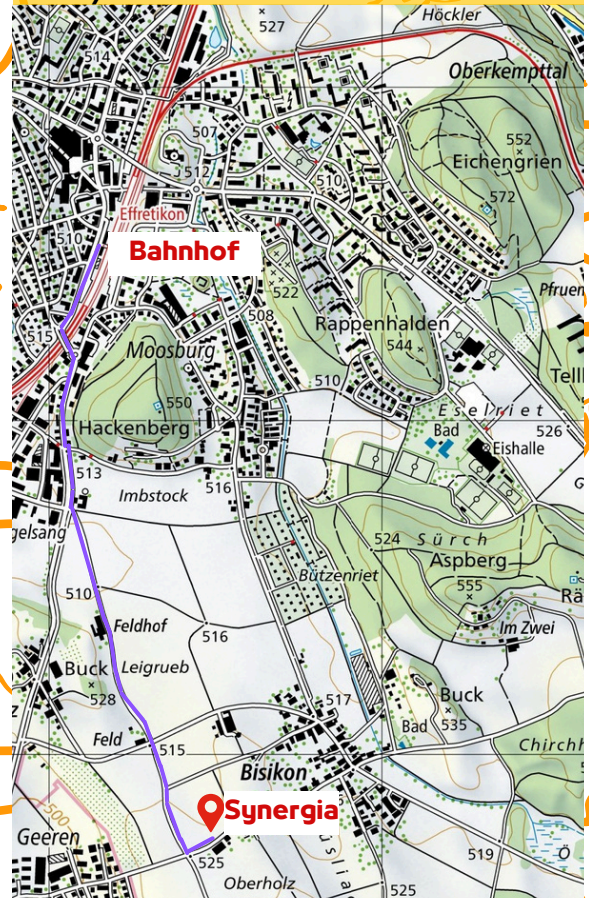 Höckler
527
514
Oberkempttal
507
552
Eichengrien
512
510
572
Effretikon
510
Bahnhof
522
Pfruen
508
515
Rappenhalden
544
Moosburg
Tell
510
550
Eselriet
Hackenberg
Bad
526
Eishalle
513
516
Imbstock
gelsang
524
Sürch
Aspberg
Bützenriet
555
510
Rä
Feldhof
516
Im Zwei
Buck
Leigrueb
528
517
Buck
535
Bad
Feld
515
Chirchh
Bisikon
Synergia
500
Geeren
525
519
Ö
Oberholz
üslia
525